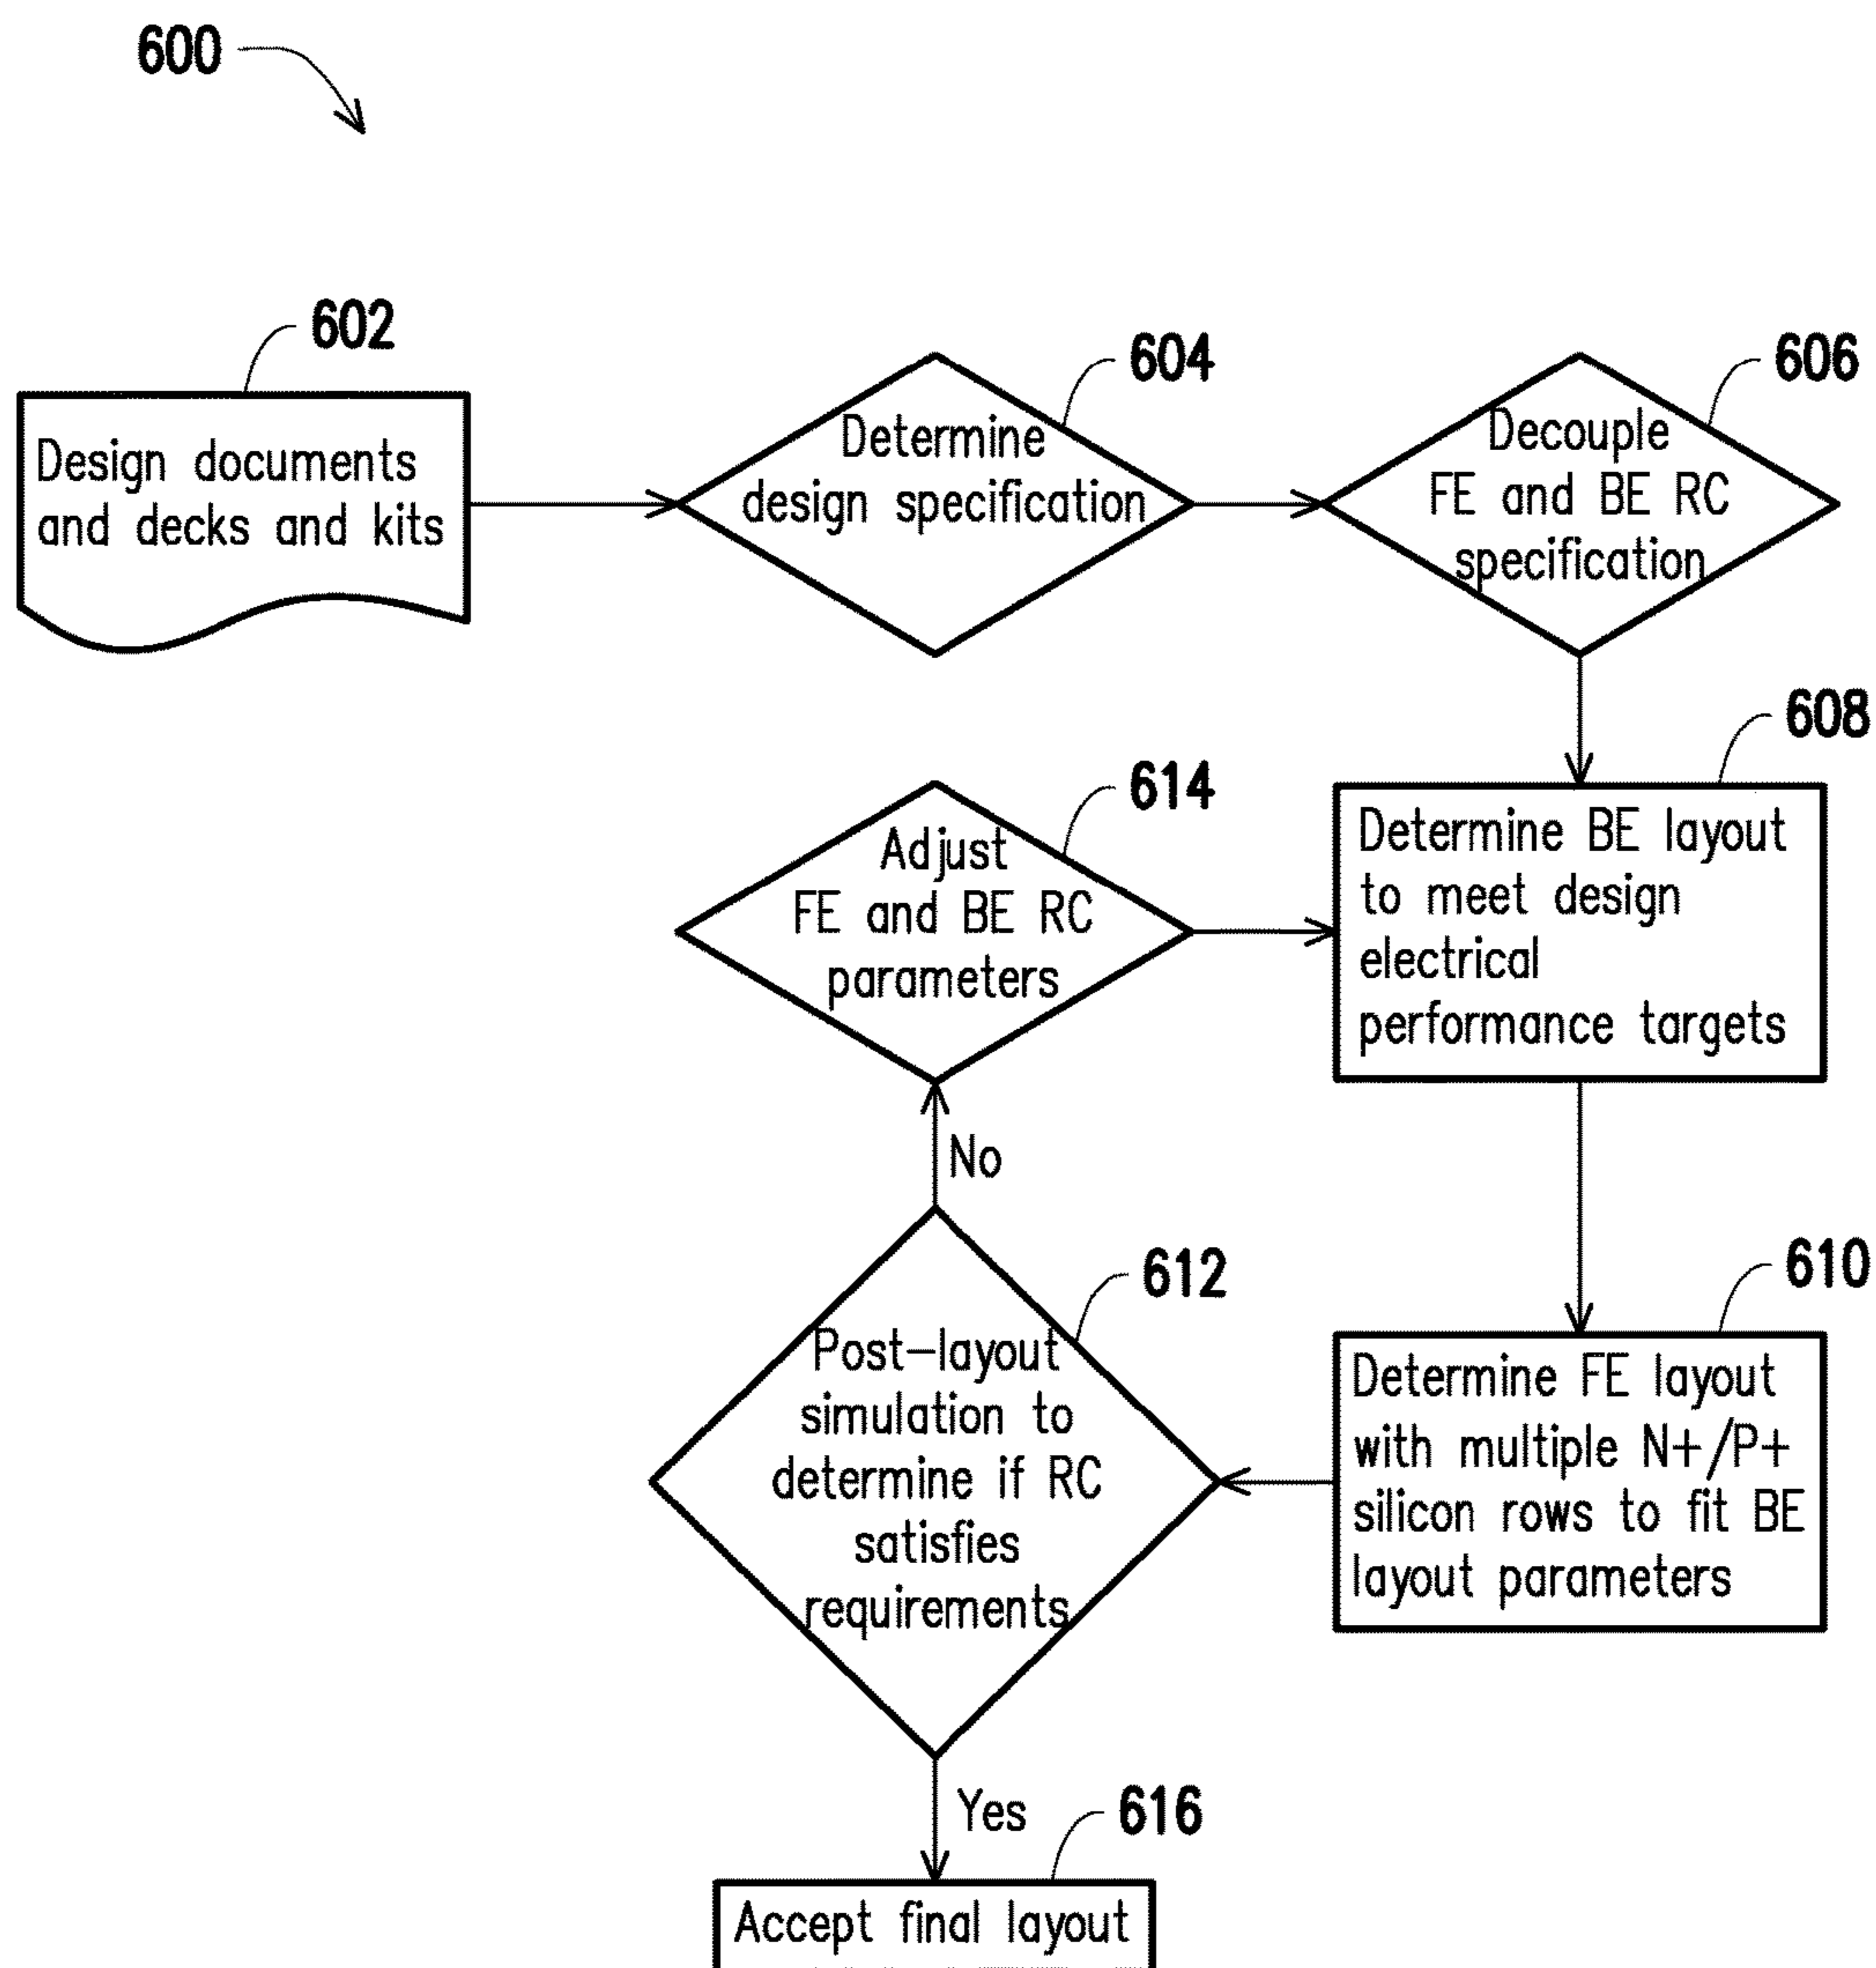 600
602
Design documents
and decks and kits
604
Determine
design specification
606
Decouple
FE and BE RC
specification
608
Determine BE layout
to meet design
electrical
performance targets
614
Adjust
FE and BE RC
parameters
No
610
Determine FE layout
with multiple N+/P+
silicon rows to fit BE
layout parameters
612
Post-layout
simulation to
determine if RC
satisfies
requirements
Yes
616
Accept final layout